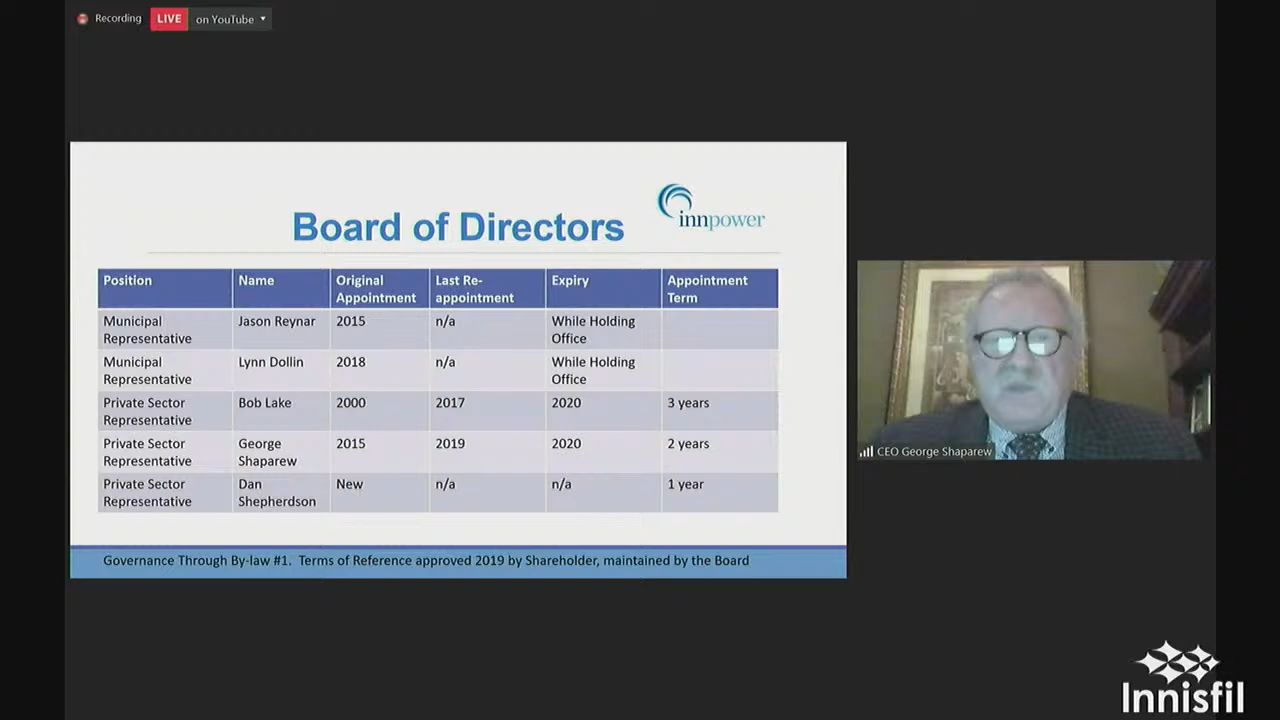 Recording
LIVE
on YouTube
Board of Directors
innpower
Position
Name
Original
Appointment
Last Re-
appointment
Expiry
Appointment
Term
Municipal
Representative
Jason Reynar
2015
n/a
While Holding
Office
Municipal
Representative
Lynn Dollin
2018
n/a
While Holding
Office
Private Sector
Representative
Bob Lake
2000
2017
2020
3 years
Private Sector
Representative
George
Shaparew
2015
2019
2020
2 years
Private Sector
Representative
Dan
Shepherdson
New
n/a
n/a
1 year
Governance Through By-law #1. Terms of Reference approved 2019 by Shareholder, maintained by the Board
CEO George Shaparew
Innisfil